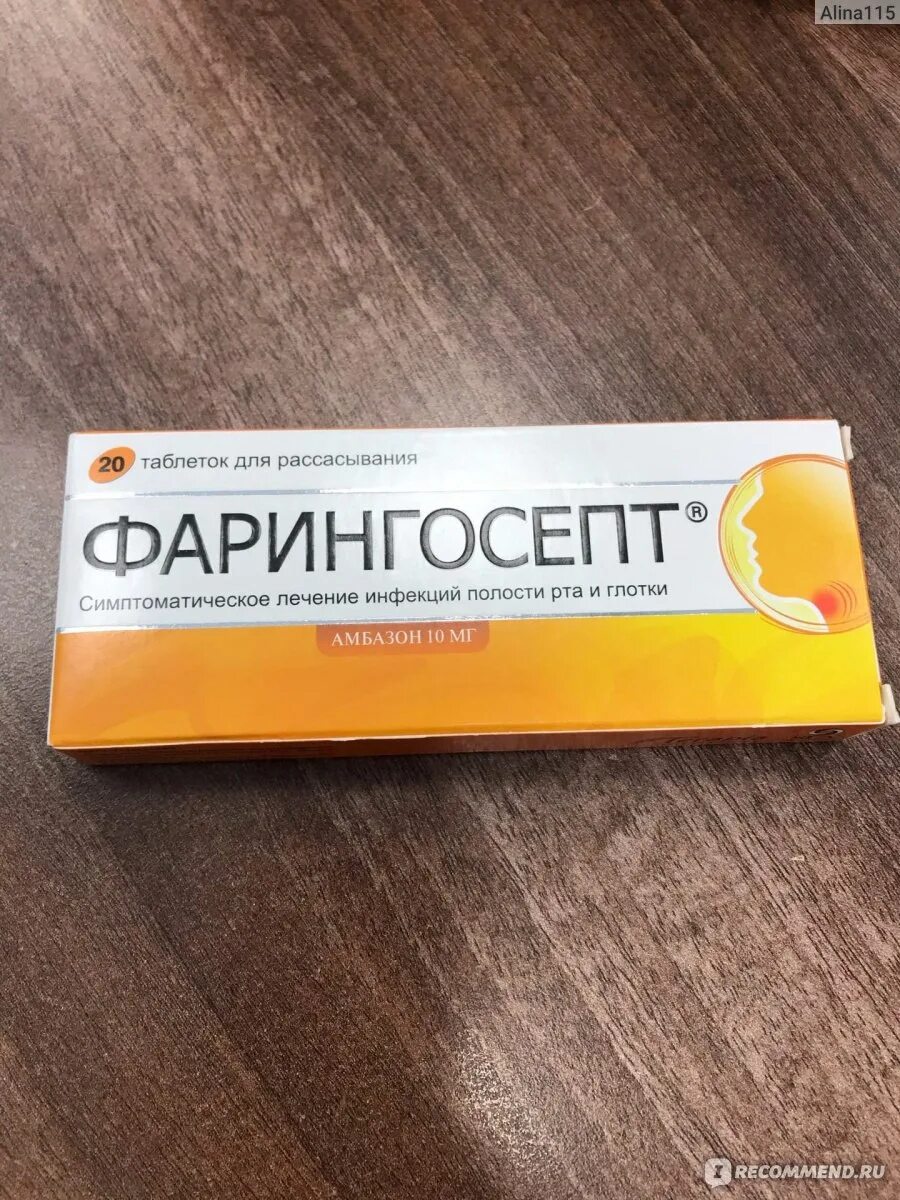 Alina115
20 таблеток для рассасывания
ФАРИНГОСЕПТ®
Симптоматическое лечение инфекций полости рта и глотки
АМБАЗОН 10 МГ
RECOMMEND.RU